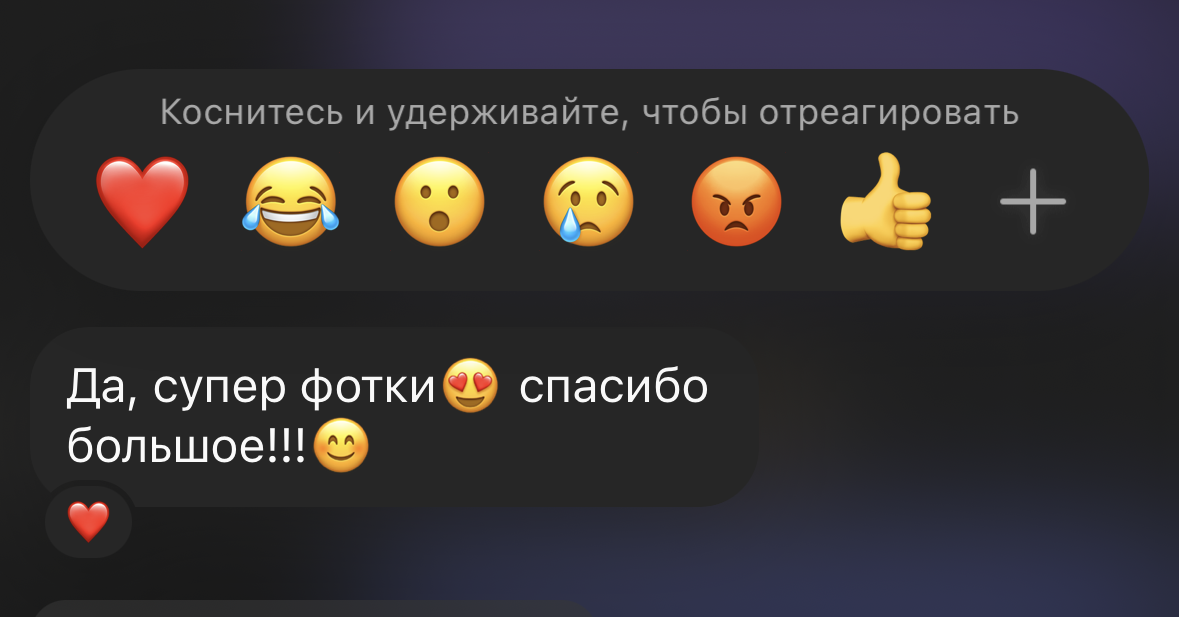 Коснитесь и удерживайте, чтобы отреагировать
❤️ 😂 😮 😢 😡 👍 +
Да, супер фотки😍 спасибо
большое!!!😊
❤️